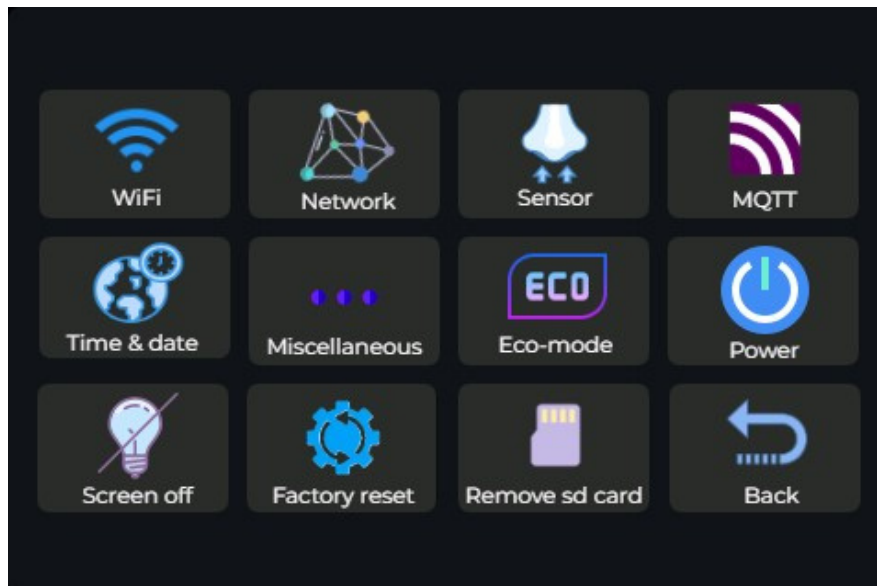 WiFi
Network
Sensor
MQTT
Time & date
Miscellaneous
ECO
Eco-mode
Power
Screen off
Factory reset
Remove sd card
Back